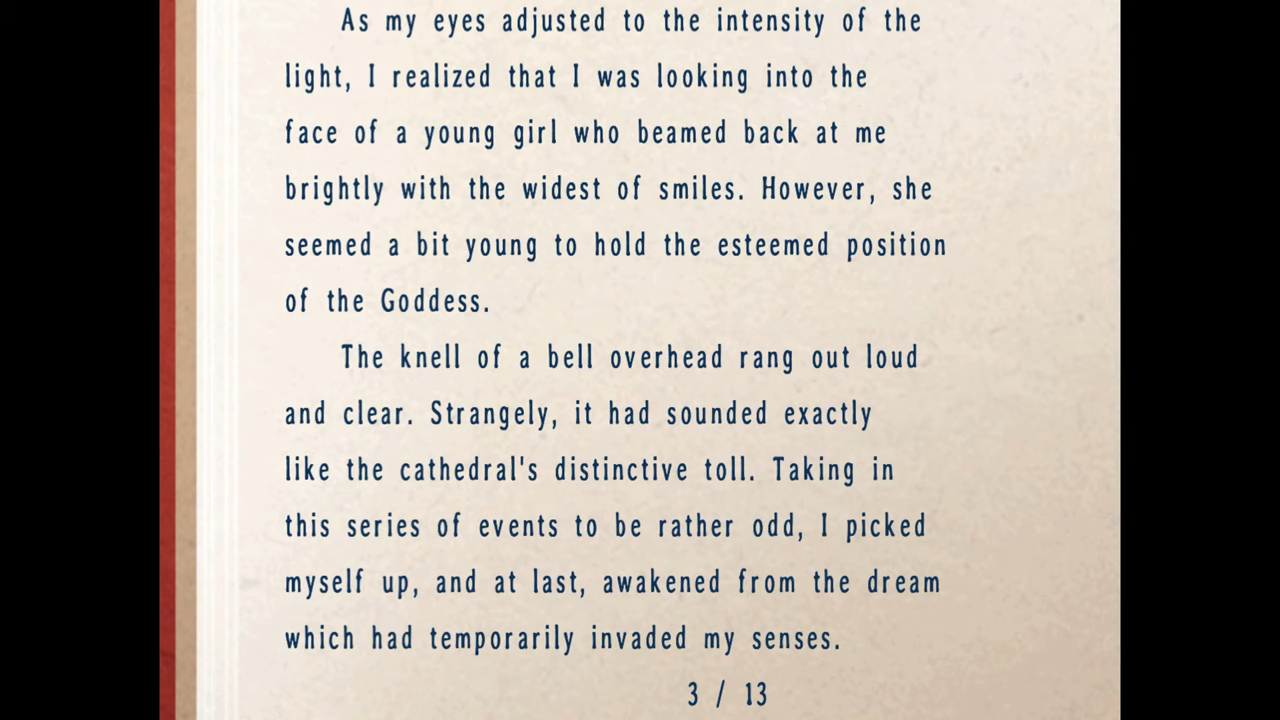 As my eyes adjusted to the intensity of the
light, I realized that I was looking into the
face of a young girl who beamed back at me
brightly with the widest of smiles. However, she
seemed a bit young to hold the esteemed position
of the Goddess.
The knell of a bell overhead rang out loud
and clear. Strangely, it had sounded exactly
like the cathedral's distinctive toll. Taking in
this series of events to be rather odd, I picked
myself up, and at last, awakened from the dream
which had temporarily invaded my senses.
3 / 13